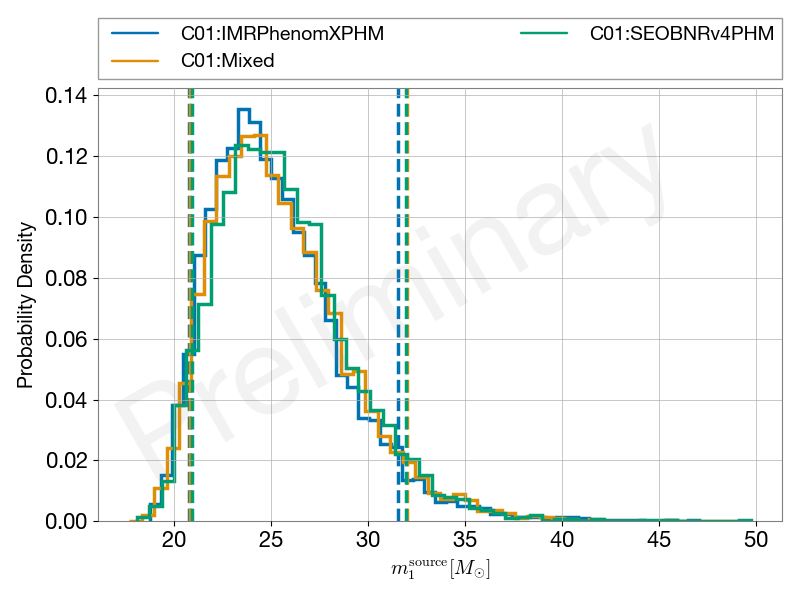 C01:IMRPhenomXPHM
C01:Mixed
C01:SEOBNRv4PHM
0.14
0.12
0.10
0.08
0.06
0.04
0.02
0.00
Probability Density
Preliminary
20 25 30 35 40 45 50
m₁^source [M⊙]